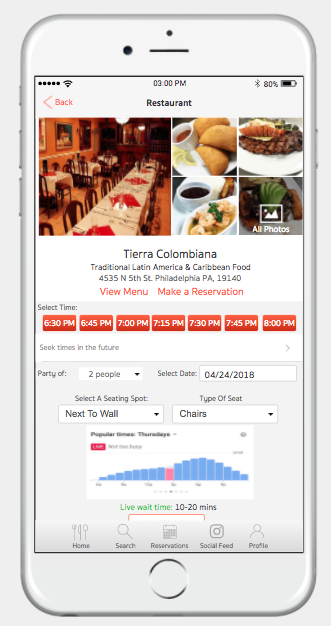 03:00 PM
80%
Back
Restaurant
All Photos
Tierra Colombiana
Traditional Latin America & Caribbean Food
4535 N 5th St. Philadelphia PA, 19140
View Menu Make a Reservation
Select Time:
6:30 PM 6:45 PM 7:00 PM 7:15 PM 7:30 PM 7:45 PM 8:00 PM
Seek times in the future
Party of: 2 people Select Date: 04/24/2018
Select A Seating Spot: Type Of Seat
Next To Wall Chairs
Popular times: Thursdays
LIVE Not too busy
Live wait time: 10-20 mins
Home Search Reservations Social Feed Profile